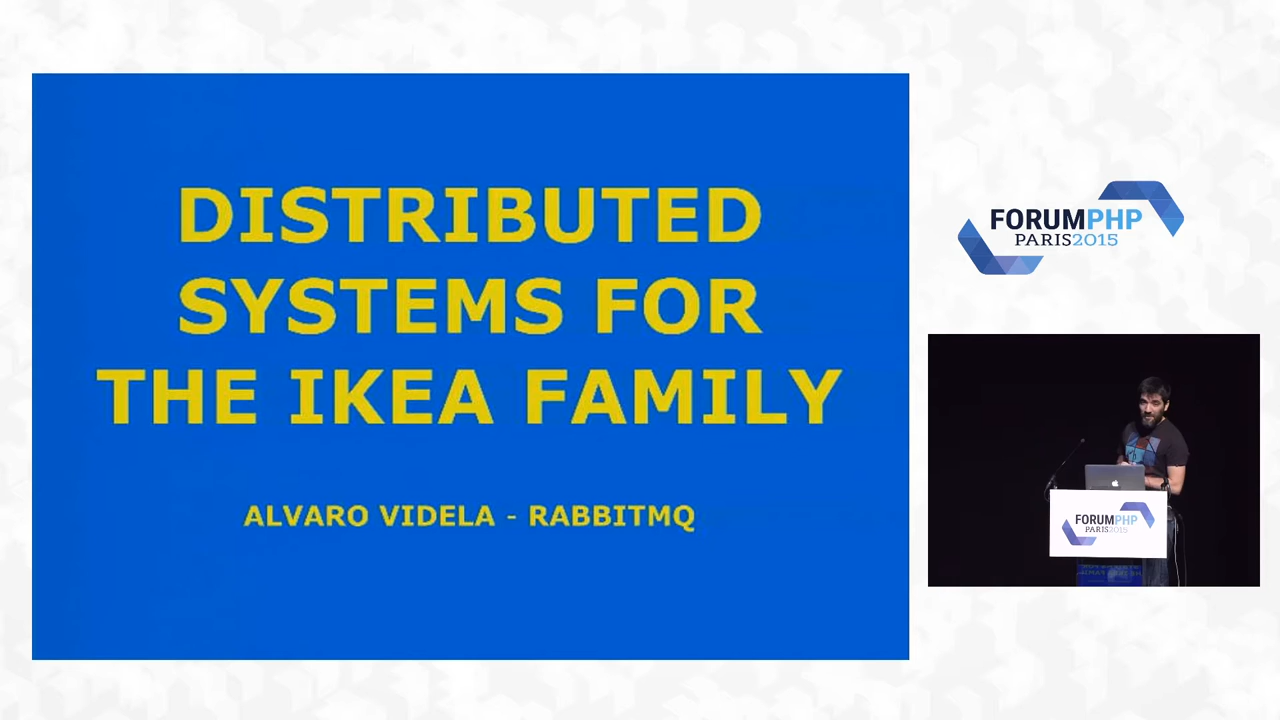 DISTRIBUTED
SYSTEMS FOR
THE IKEA FAMILY
ALVARO VIDELA - RABBITMQ
FORUMPHP
PARIS2015
FORUMPHP
PARIS2015